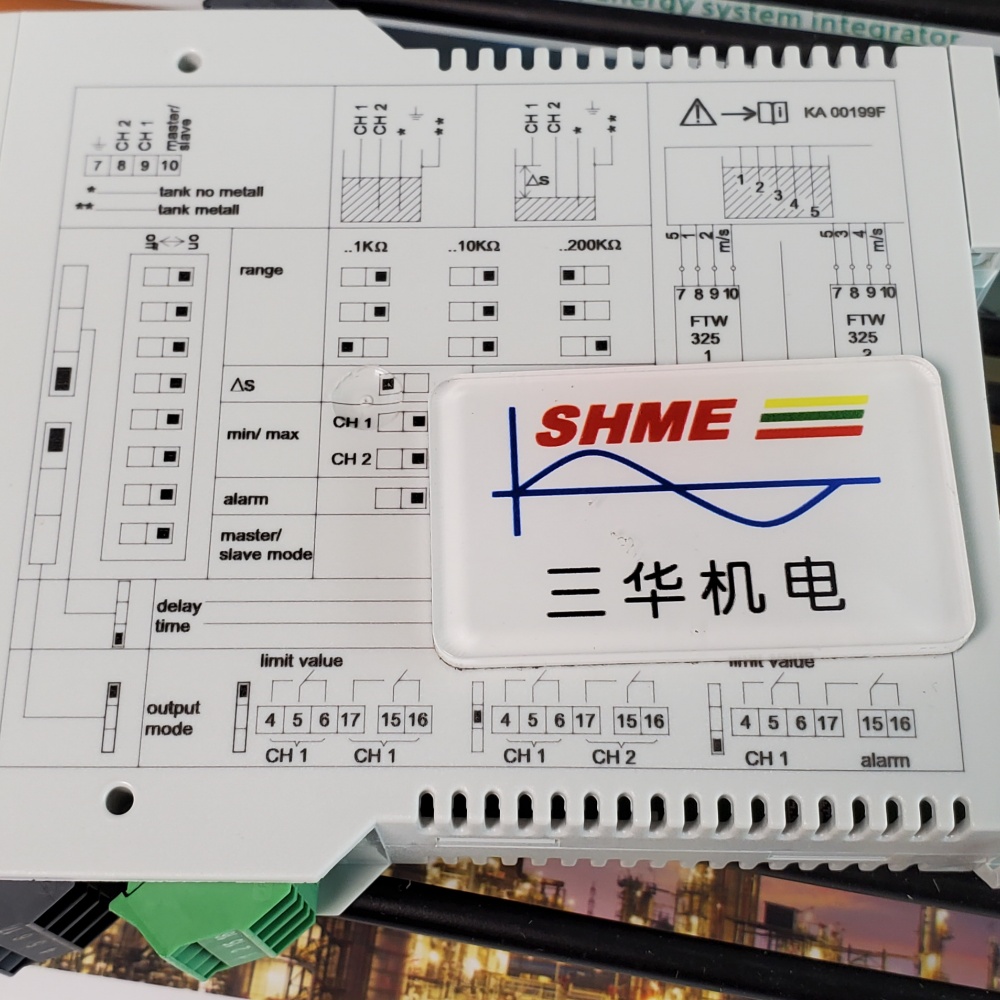 energy system integrator
CH 2
CH 1
master/
slave
7 8 9 10
* tank no metall
** tank metall
CH 1
CH 2
*
**
CH 1
CH 2
*
**
Δs
KA 00199F
1
2
3
4
5
off
on
range
..1KΩ
..10KΩ
..200KΩ
5 1 2 m/s
7 8 9 10
FTW
325
1
5 3 4 m/s
7 8 9 10
FTW
325
2
Δs
min/ max
CH 1
CH 2
alarm
master/
slave mode
SHME
三华机电
delay
time
output
mode
limit value
4 5 6 17 15 16
CH 1 CH 1
4 5 6 17 15 16
CH 1 CH 2
limit value
4 5 6 17 15 16
CH 1 alarm